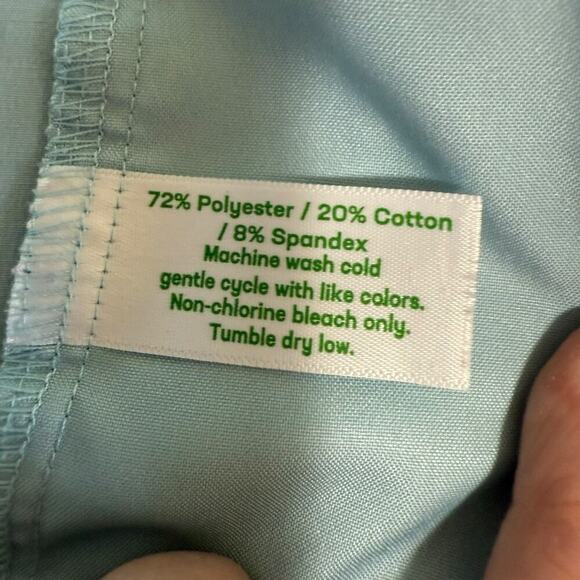 72% Polyester / 20% Cotton
/ 8% Spandex
Machine wash cold
gentle cycle with like colors.
Non-chlorine bleach only.
Tumble dry low.